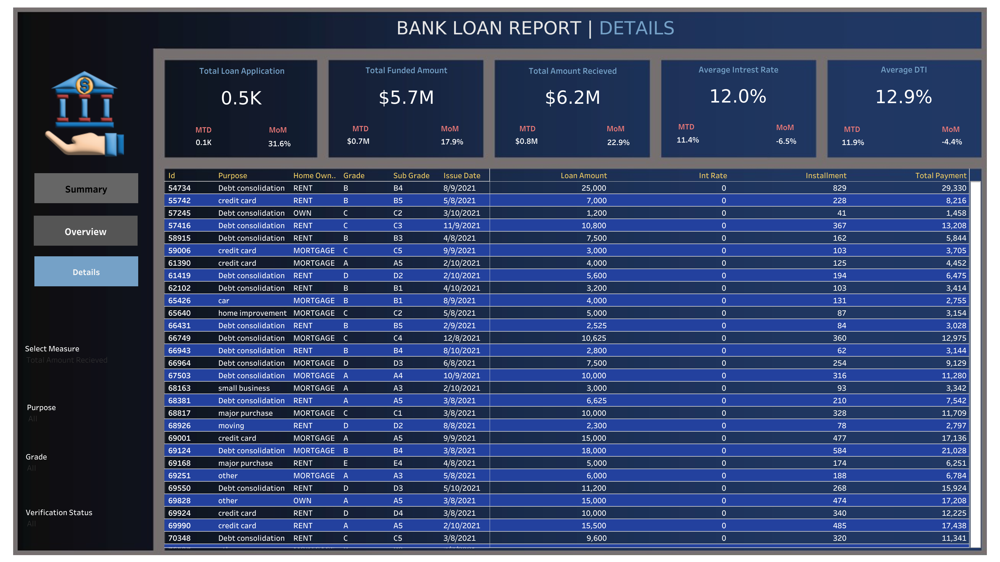 BANK LOAN REPORT | DETAILS
Total Loan Application
0.5K
MTD MoM
0.1K 31.6%
Total Funded Amount
$5.7M
MTD MoM
$0.7M 17.9%
Total Amount Recieved
$6.2M
MTD MoM
$0.8M 22.9%
Average Intrest Rate
12.0%
MTD MoM
11.4% -6.5%
Average DTI
12.9%
MTD MoM
11.9% -4.4%
Summary
Overview
Details
Select Measure
Total Amount Recieved
Purpose
All
Grade
All
Verification Status
All
Id Purpose Home Own.. Grade Sub Grade Issue Date Loan Amount Int Rate Installment Total Payment
54734 Debt consolidation RENT B B4 8/9/2021 25,000 0 829 29,330
55742 credit card RENT B B5 5/8/2021 7,000 0 228 8,216
57245 Debt consolidation OWN C C2 3/10/2021 1,200 0 41 1,458
57416 Debt consolidation RENT C C3 11/9/2021 10,800 0 367 13,208
58915 Debt consolidation RENT B B3 4/8/2021 7,500 0 162 5,844
59006 credit card MORTGAGE C C5 9/9/2021 3,000 0 103 3,705
61390 credit card MORTGAGE A A5 2/10/2021 4,000 0 125 4,452
61419 Debt consolidation RENT D D2 2/10/2021 5,600 0 194 6,475
62102 Debt consolidation RENT B B1 4/10/2021 3,200 0 103 3,414
65426 car MORTGAGE B B1 8/9/2021 4,000 0 131 2,755
65640 home improvement MORTGAGE C C2 5/8/2021 5,000 0 87 3,154
66431 Debt consolidation RENT B B5 2/9/2021 2,525 0 84 3,028
66749 Debt consolidation MORTGAGE C C4 12/8/2021 10,625 0 360 12,975
66943 Debt consolidation RENT B B4 8/10/2021 2,800 0 62 3,144
66964 Debt consolidation MORTGAGE D D3 6/8/2021 7,500 0 254 9,129
67503 Debt consolidation MORTGAGE A A4 10/9/2021 10,000 0 316 11,280
68163 small business MORTGAGE A A3 2/10/2021 3,000 0 93 3,342
68381 Debt consolidation RENT A A5 3/8/2021 6,625 0 210 7,542
68817 major purchase MORTGAGE C C1 3/8/2021 10,000 0 328 11,709
68926 moving RENT D D2 8/8/2021 2,300 0 78 2,797
69001 credit card MORTGAGE A A5 9/9/2021 15,000 0 477 17,136
69124 Debt consolidation MORTGAGE B B4 3/8/2021 18,000 0 584 21,028
69168 major purchase RENT E E4 4/8/2021 5,000 0 174 6,251
69251 other MORTGAGE A A3 5/8/2021 6,000 0 188 6,784
69550 Debt consolidation RENT D D3 5/10/2021 11,200 0 268 15,924
69828 other OWN A A5 3/8/2021 15,000 0 474 17,208
69924 credit card RENT D D4 3/8/2021 10,000 0 340 12,225
69990 credit card RENT A A5 2/10/2021 15,500 0 485 17,438
70348 Debt consolidation RENT C C5 3/8/2021 9,600 0 320 11,341